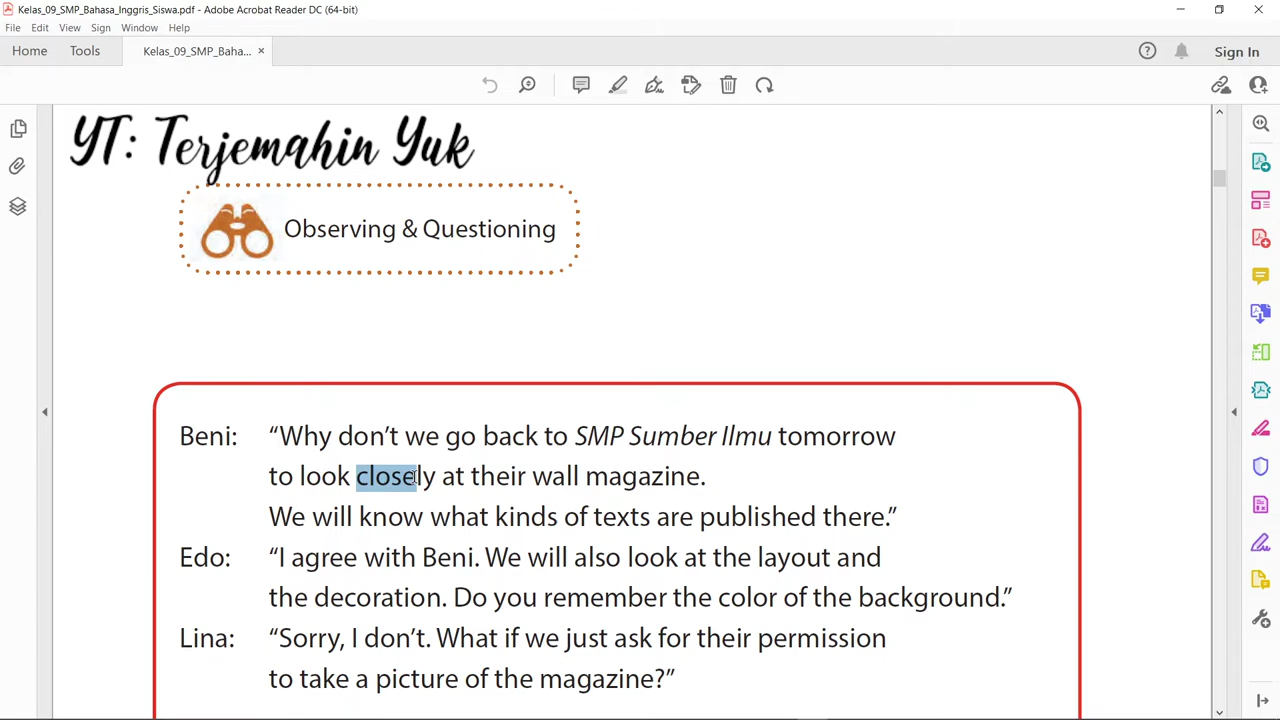 Kelas_09_SMP_Bahasa_Inggris_Siswa.pdf - Adobe Acrobat Reader DC (64-bit)
File Edit View Sign Window Help
Home Tools Kelas_09_SMP_Baha... × Sign In
YT: Terjemahin Yuk
Observing & Questioning
Beni: “Why don’t we go back to SMP Sumber Ilmu tomorrow
to look closely at their wall magazine.
We will know what kinds of texts are published there.”
Edo: “I agree with Beni. We will also look at the layout and
the decoration. Do you remember the color of the background.”
Lina: “Sorry, I don’t. What if we just ask for their permission
to take a picture of the magazine?”